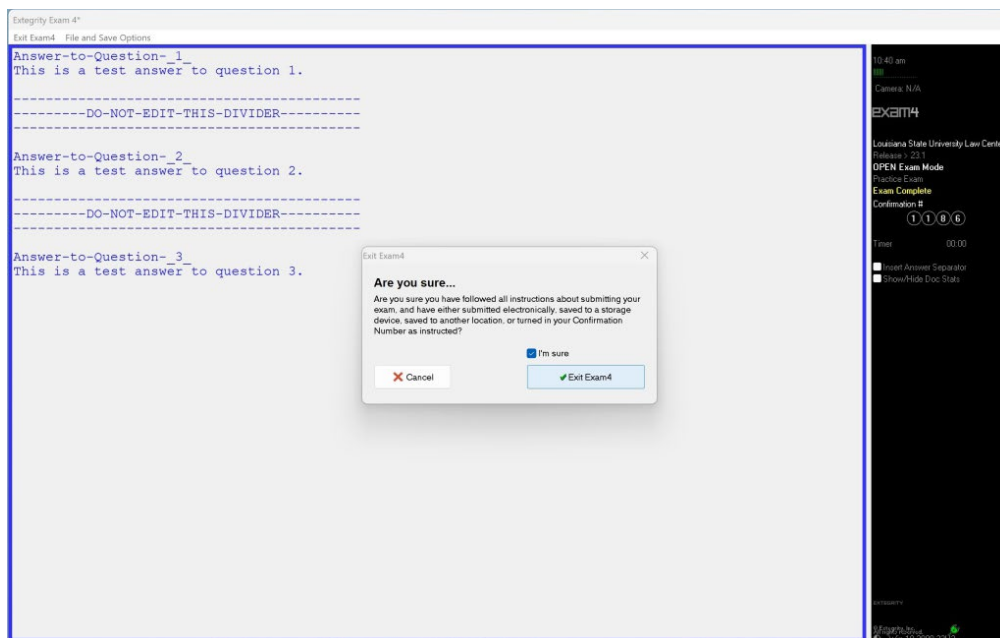 Extegrity Exam 4*
Exit Exam4 File and Save Options
Answer-to-Question-_1_
This is a test answer to question 1.
-------------------------------------------
---------DO-NOT-EDIT-THIS-DIVIDER----------
-------------------------------------------
Answer-to-Question-_2_
This is a test answer to question 2.
-------------------------------------------
---------DO-NOT-EDIT-THIS-DIVIDER----------
-------------------------------------------
Answer-to-Question-_3_
This is a test answer to question 3.
Exit Exam4
Are you sure...
Are you sure you have followed all instructions about submitting your
exam, and have either submitted electronically, saved to a storage
device, saved to another location, or turned in your Confirmation
Number as instructed?
I'm sure
Cancel
Exit Exam4
10:40 am
Camera: N/A
exam4
Louisiana State University Law Cente
Release > 23.1
OPEN Exam Mode
Practice Exam
Exam Complete
Confirmation #
1 1 8 6
Timer 00:00
Insert Answer Separator
Show/Hide Doc Stats
EXTEGRITY